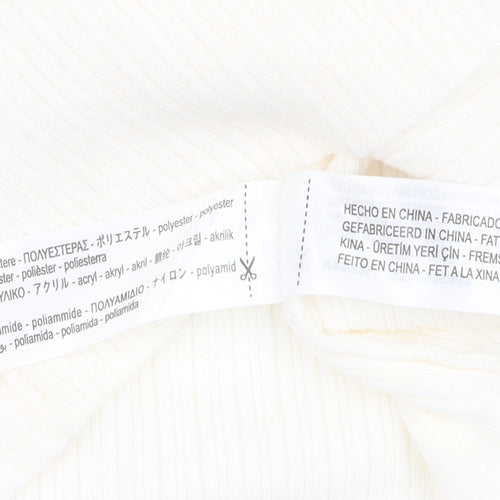 tere - ΠΟΛΥΕΣΤΕΡΑΣ - ポリエステル - polyester - polyester
ster - polièster - poliesterra
ΥΛΙΚΟ - アクリル - acryl - akryl - akril - 腈纶 - 아크릴 - akrilik
amide - poliammide - ΠΟΛΥΑΜΙΔΙΟ - ナイロン - polyamid
- poliamida - poliamida - poliamida
HECHO EN CHINA - FABRICADO
GEFABRICEERD IN CHINA - FAT
KINA - ÜRETİM YERİ ÇİN - FREMS
FEITO EN CHINA - FET A LA XINA